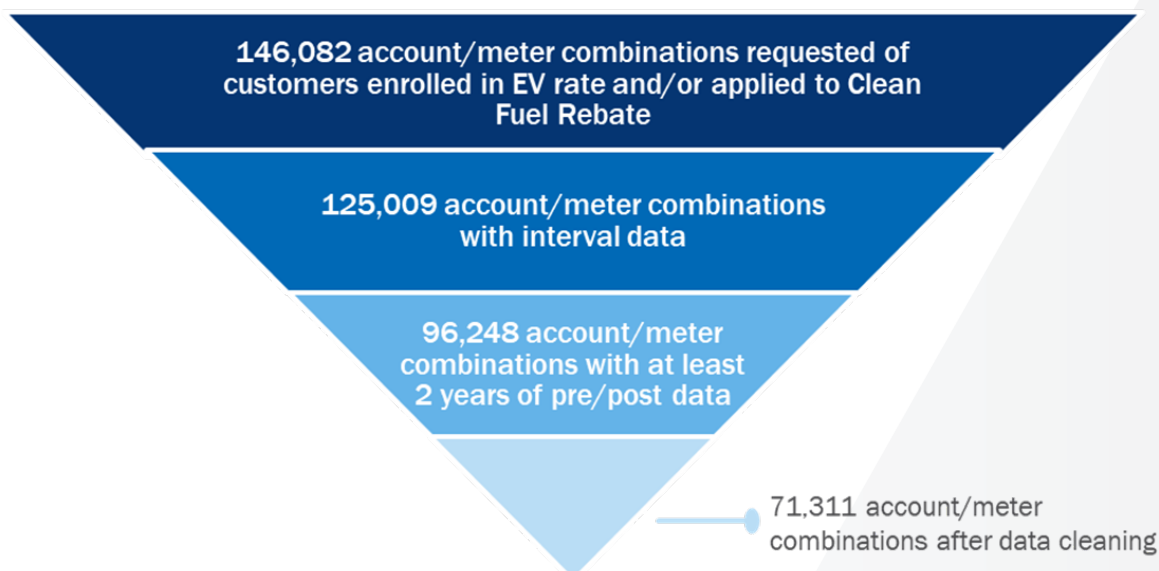 146,082 account/meter combinations requested of
customers enrolled in EV rate and/or applied to Clean
Fuel Rebate
125,009 account/meter combinations
with interval data
96,248 account/meter
combinations with at least
2 years of pre/post data
71,311 account/meter
combinations after data cleaning